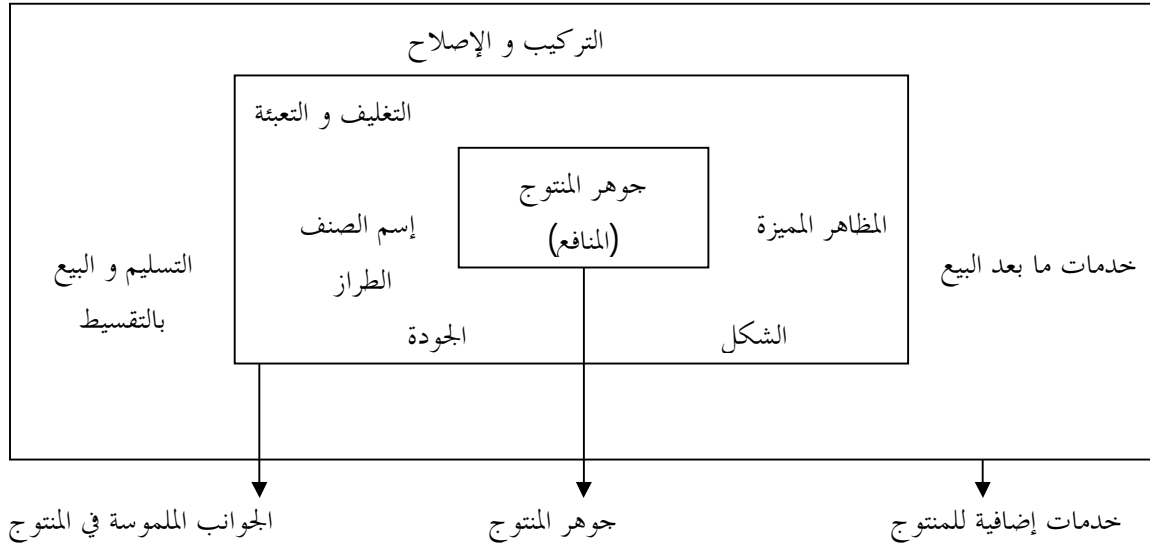 التركيب و الإصلاح
التغليف و التعبئة
جوهر المنتوج
(المنافع)
المظاهر المميزة
إسم الصنف
الطراز
خدمات ما بعد البيع
التسليم و البيع
بالتقسيط
الشكل
الجودة
خدمات إضافية للمنتوج
جوهر المنتوج
الجوانب الملموسة في المنتوج